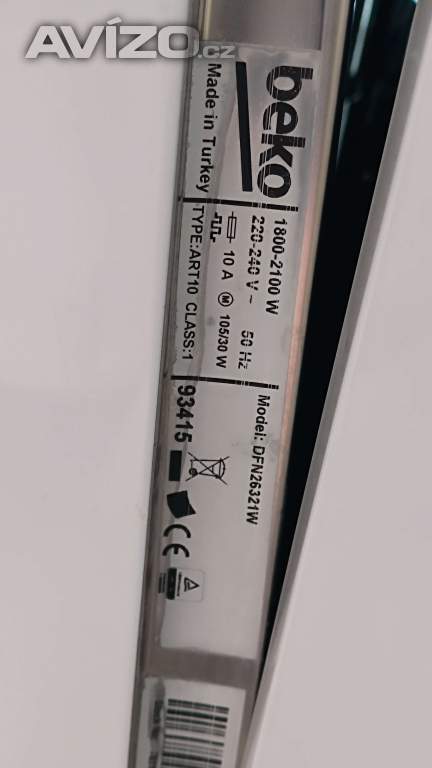 AVÍZO.cz
beko
Made in Turkey
1800-2100 W
220-240 V ~ 50 Hz
10 A M 105/30 W
TYPE:ART10 CLASS:1
Model: DFN26321W
93415
CE